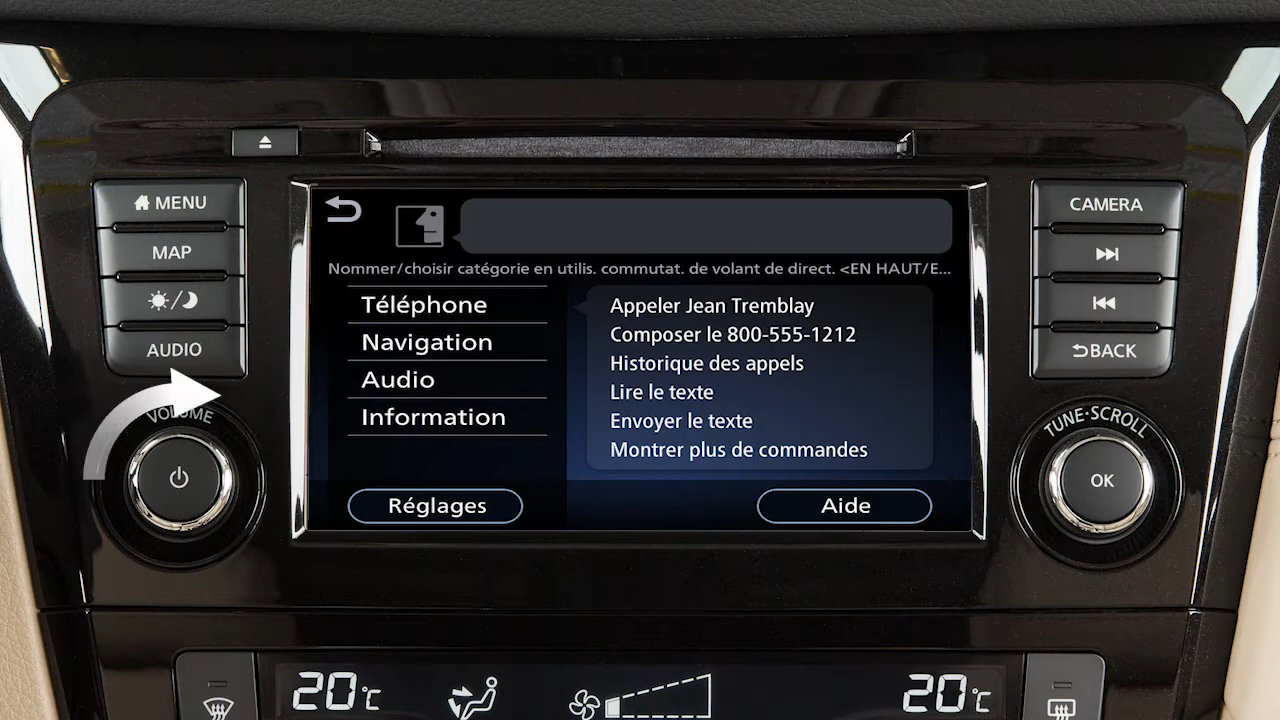 MENU
MAP
AUDIO
VOLUME
Nommer/choisir catégorie en utilis. commutat. de volant de direct. <EN HAUT/E...
Téléphone
Navigation
Audio
Information
Réglages
Appeler Jean Tremblay
Composer le 800-555-1212
Historique des appels
Lire le texte
Envoyer le texte
Montrer plus de commandes
Aide
CAMERA
BACK
TUNE·SCROLL
OK
20°C
20°C